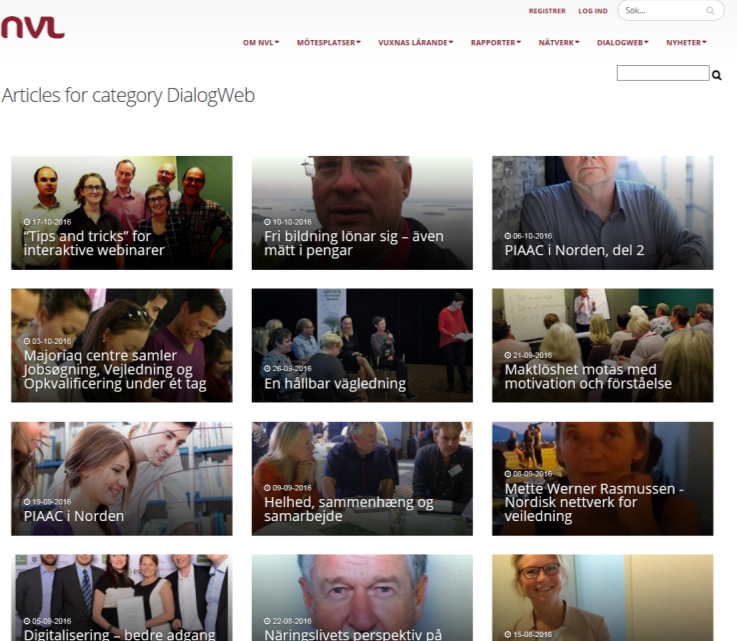 nvl
REGISTRER LOG IND Sök...
OM NVL MÖTESPLATSER VUXNAS LÄRANDE RAPPORTER NÄTVERK DIALOGWEB NYHETER
Articles for category DialogWeb
17-10-2016
“Tips and tricks” for
interaktive webinarer
10-10-2016
Fri bildning lönar sig – även
mätt i pengar
06-10-2016
PIAAC i Norden, del 2
03-10-2016
Majoriaq centre samler
Jobsøgning, Vejledning og
Opkvalificering under ét tag
26-09-2016
En hållbar vägledning
21-09-2016
Maktlöshet motas med
motivation och förståelse
19-09-2016
PIAAC i Norden
09-09-2016
Helhed, sammenhæng og
samarbejde
08-09-2016
Mette Werner Rasmussen -
Nordisk nettverk for
veiledning
05-09-2016
Digitalisering – bedre adgang
22-08-2016
Näringslivets perspektiv på
15-08-2016